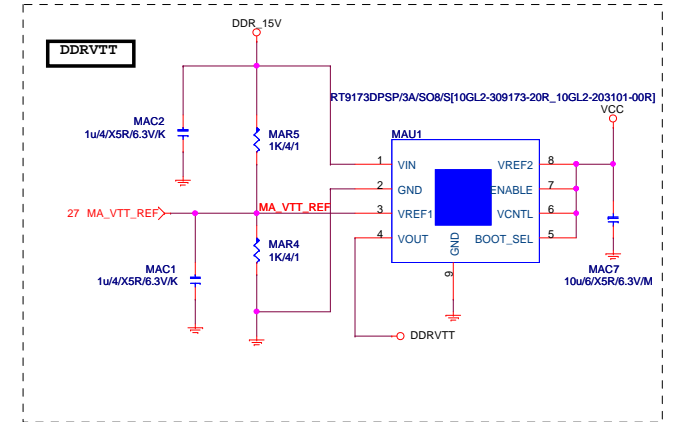 DDR_15V
DDRVTT
RT9173DPSP/3A/SO8/S[10GL2-309173-20R_10GL2-203101-00R]
VCC
MAC2
1u/4/X5R/6.3V/K
MAR5
1K/4/1
MAU1
1 VIN VREF2 8
2 GND ENABLE 7
27 MA_VTT_REF MA_VTT_REF 3 VREF1 VCNTL 6
4 VOUT GND BOOT_SEL 5
MAR4
1K/4/1
MAC1
1u/4/X5R/6.3V/K
9
MAC7
10u/6/X5R/6.3V/M
DDRVTT